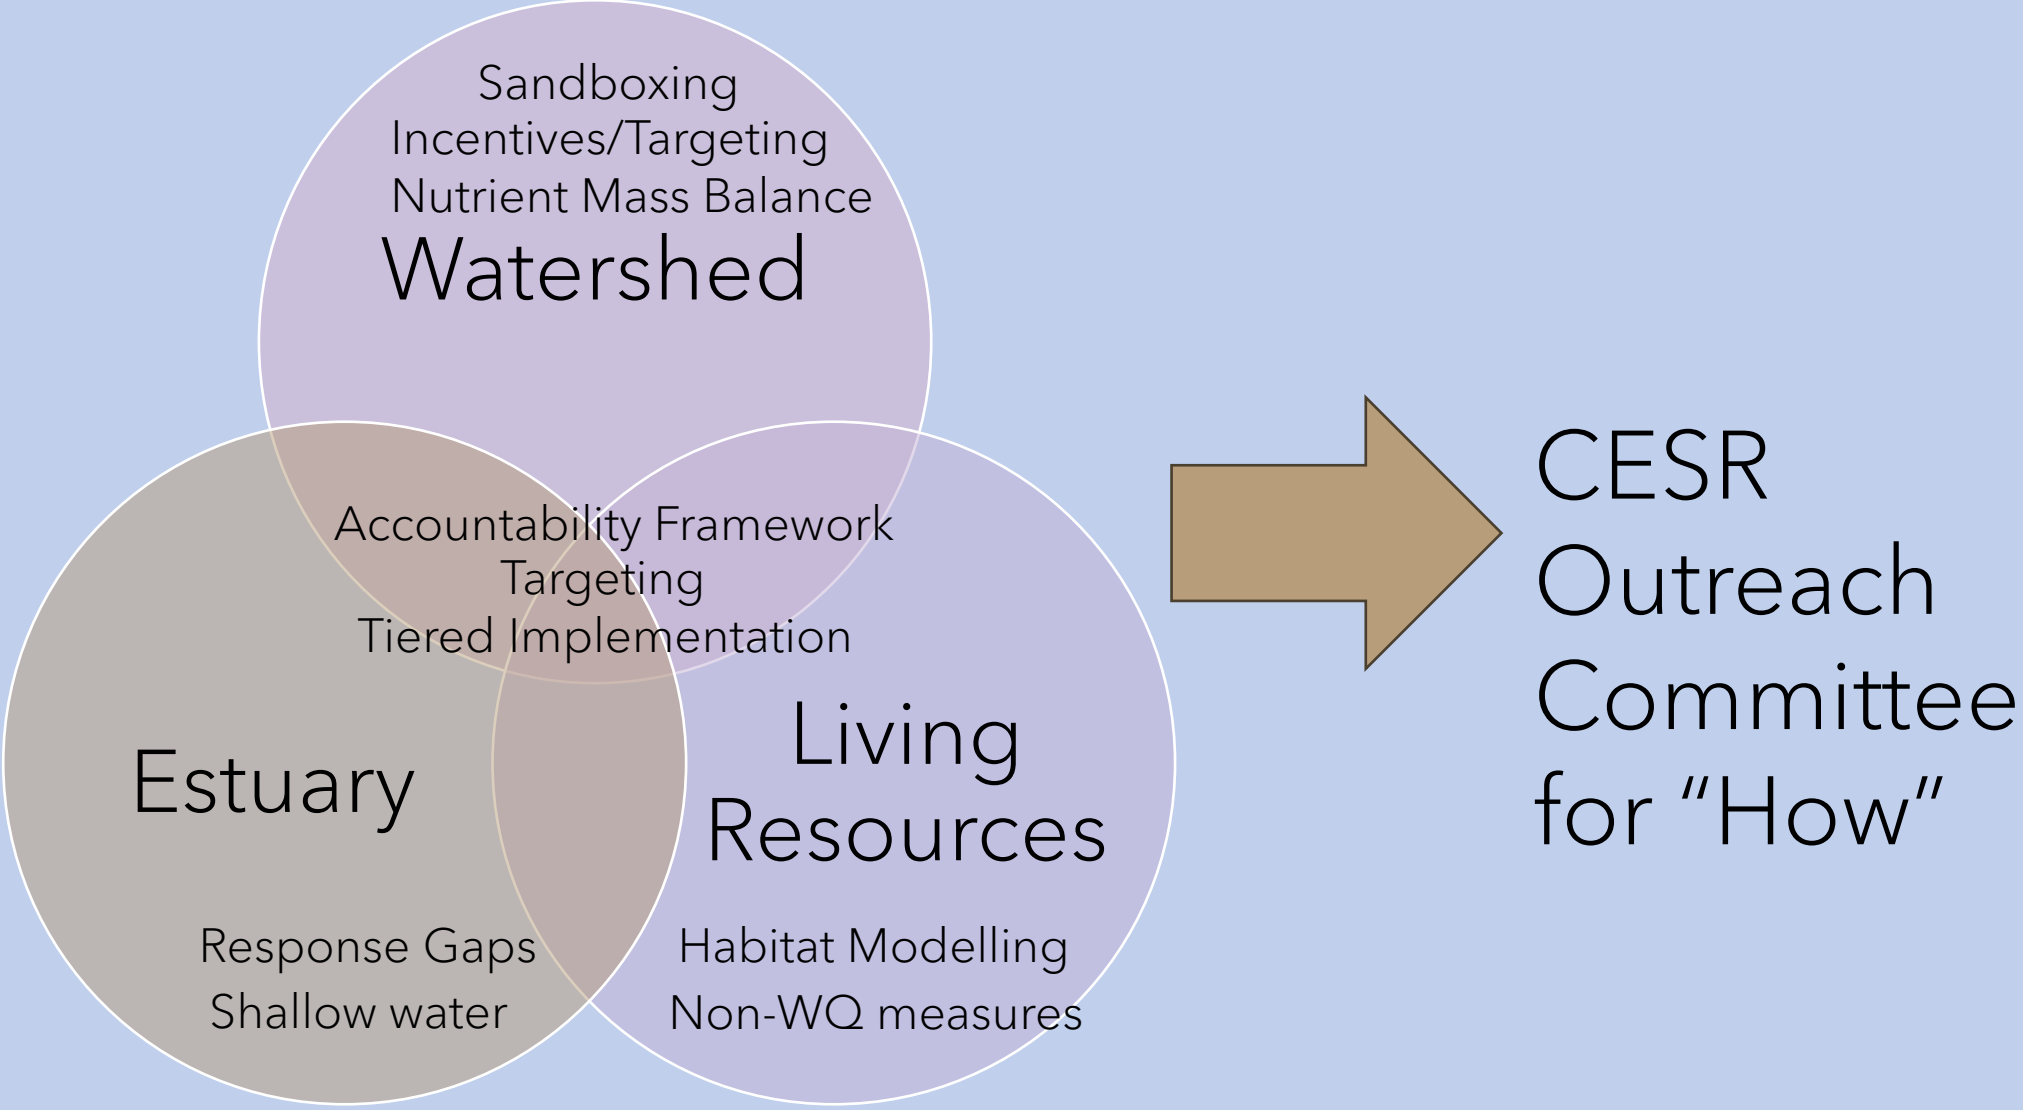 Sandboxing
Incentives/Targeting
Nutrient Mass Balance
Watershed
Accountability Framework
Targeting
Tiered Implementation
Estuary
Response Gaps
Shallow water
Living
Resources
Habitat Modelling
Non-WQ measures
CESR
Outreach
Committee
for “How”